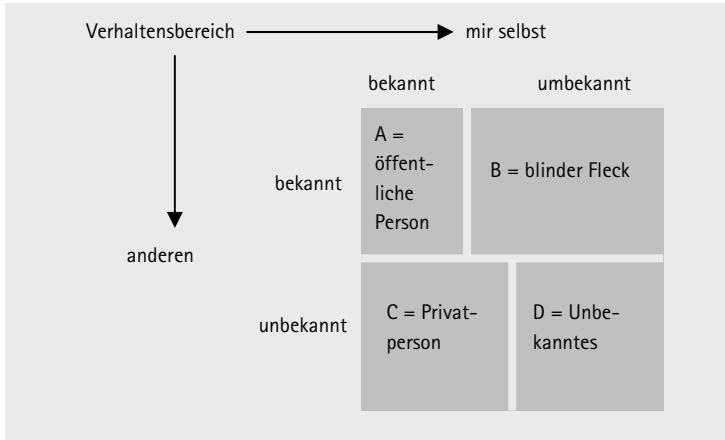 Verhaltensbereich
mir selbst
bekannt
umbekannt
A =
öffent-
liche
Person
B = blinder Fleck
bekannt
anderen
C = Privat-
person
D = Unbe-
kanntes
unbekannt